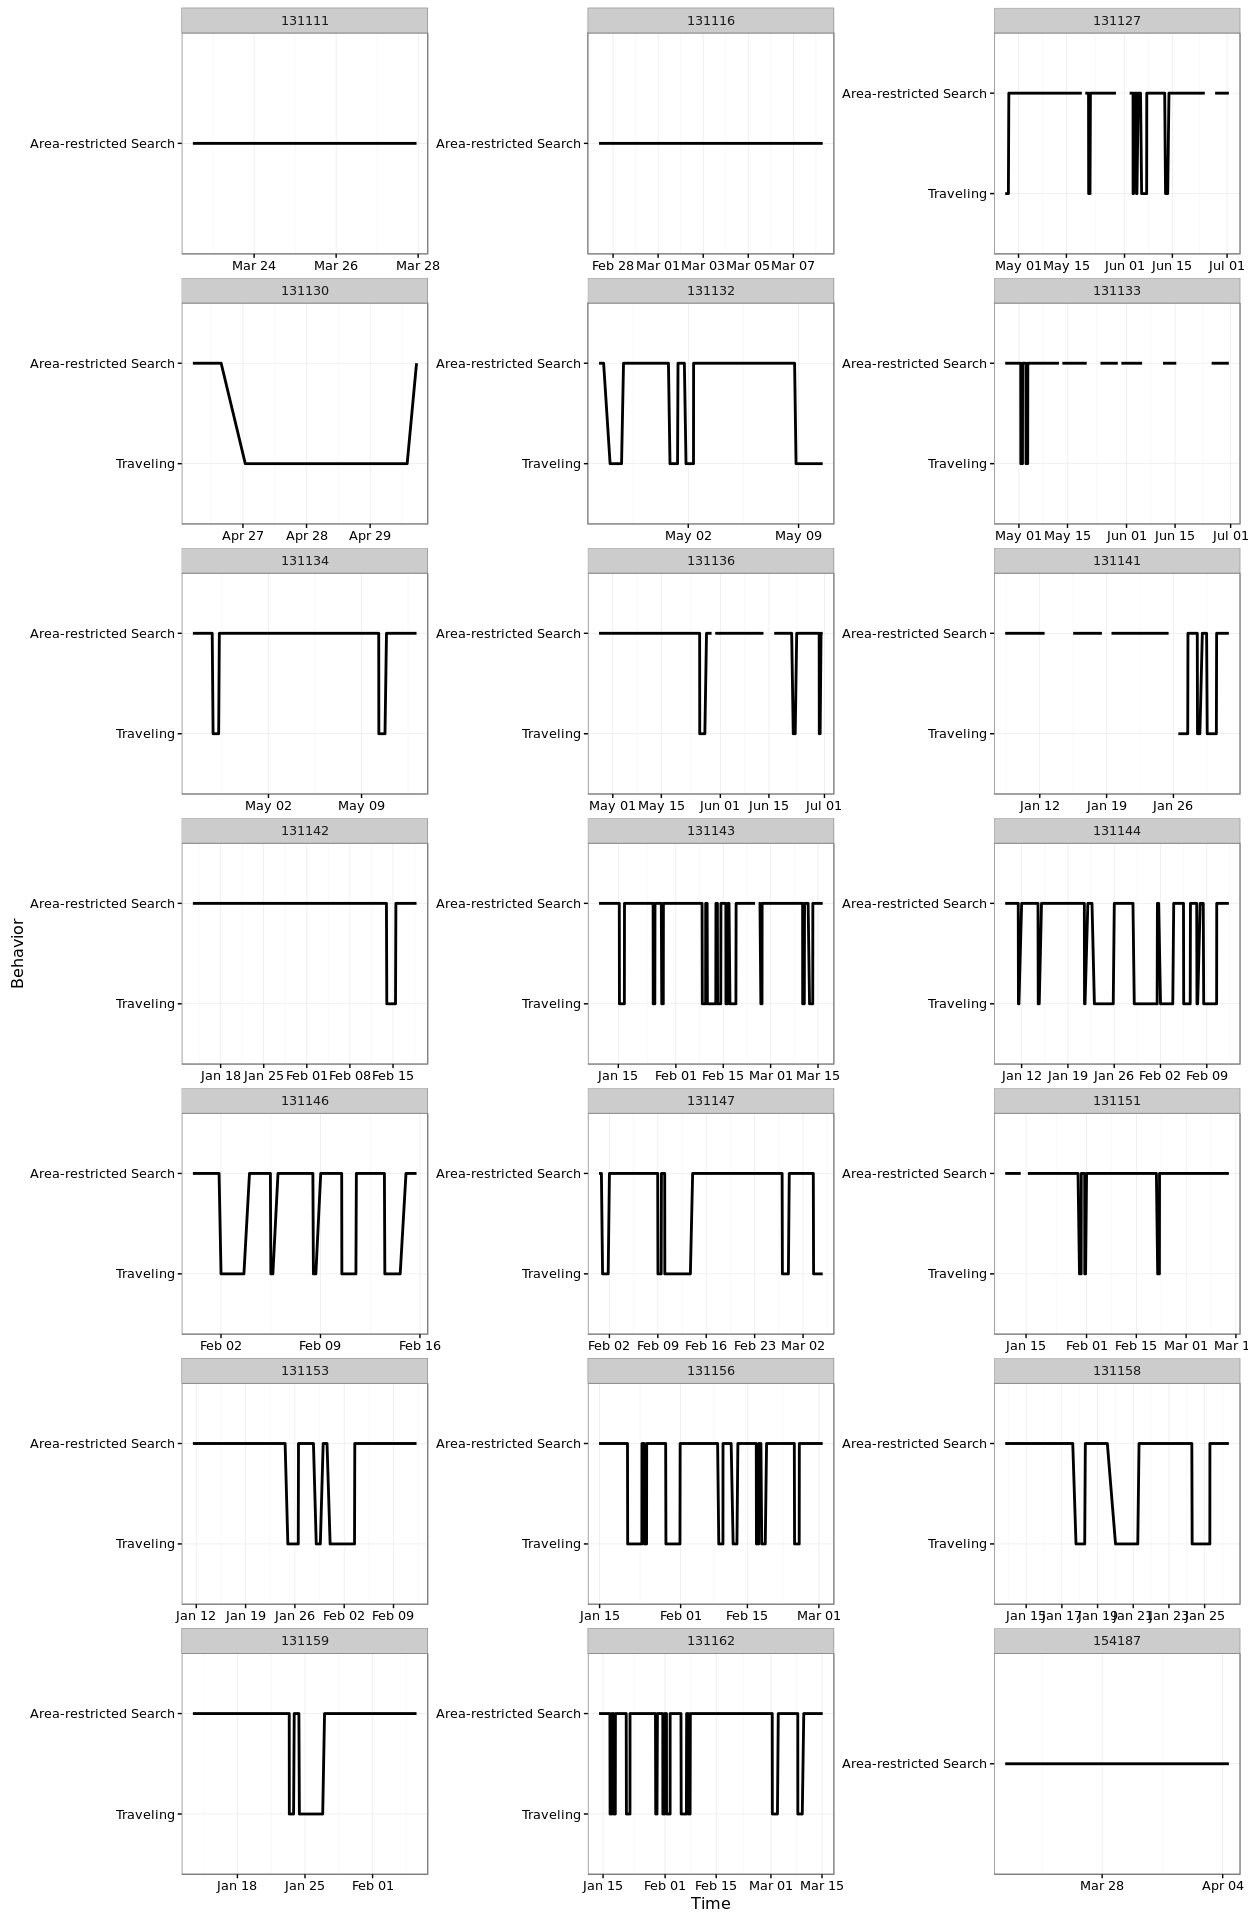 131111
131116
131127
Area-restricted Search
Area-restricted Search
Area-restricted Search
Traveling
Mar 24 Mar 26 Mar 28
Feb 28 Mar 01 Mar 03 Mar 05 Mar 07
May 01 May 15 Jun 01 Jun 15 Jul 01
131130
131132
131133
Area-restricted Search
Traveling
Area-restricted Search
Traveling
Area-restricted Search
Traveling
Apr 27 Apr 28 Apr 29
May 02 May 09
May 01 May 15 Jun 01 Jun 15 Jul 01
131134
131136
131141
Area-restricted Search
Traveling
Area-restricted Search
Traveling
Area-restricted Search
Traveling
May 02 May 09
May 01 May 15 Jun 01 Jun 15 Jul 01
Jan 12 Jan 19 Jan 26
131142
131143
131144
Area-restricted Search
Traveling
Area-restricted Search
Traveling
Area-restricted Search
Traveling
Jan 18 Jan 25 Feb 01 Feb 08 Feb 15
Jan 15 Feb 01 Feb 15 Mar 01 Mar 15
Jan 12 Jan 19 Jan 26 Feb 02 Feb 09
Behavior
131146
131147
131151
Area-restricted Search
Traveling
Area-restricted Search
Traveling
Area-restricted Search
Traveling
Feb 02 Feb 09 Feb 16
Feb 02 Feb 09 Feb 16 Feb 23 Mar 02
Jan 15 Feb 01 Feb 15 Mar 01 Mar 1
131153
131156
131158
Area-restricted Search
Traveling
Area-restricted Search
Traveling
Area-restricted Search
Traveling
Jan 12 Jan 19 Jan 26 Feb 02 Feb 09
Jan 15 Feb 01 Feb 15 Mar 01
Jan 15 Jan 17 Jan 19 Jan 21 Jan 23 Jan 25
131159
131162
154187
Area-restricted Search
Traveling
Area-restricted Search
Traveling
Area-restricted Search
Jan 18 Jan 25 Feb 01
Jan 15 Feb 01 Feb 15 Mar 01 Mar 15
Mar 28 Apr 04
Time